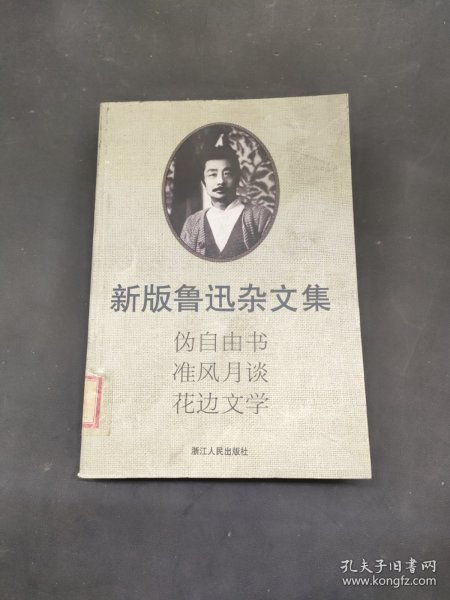 新版鲁迅杂文集
伪自由书
准风月谈
花边文学
浙江人民出版社
孔夫子旧书网
www.kongfz.com